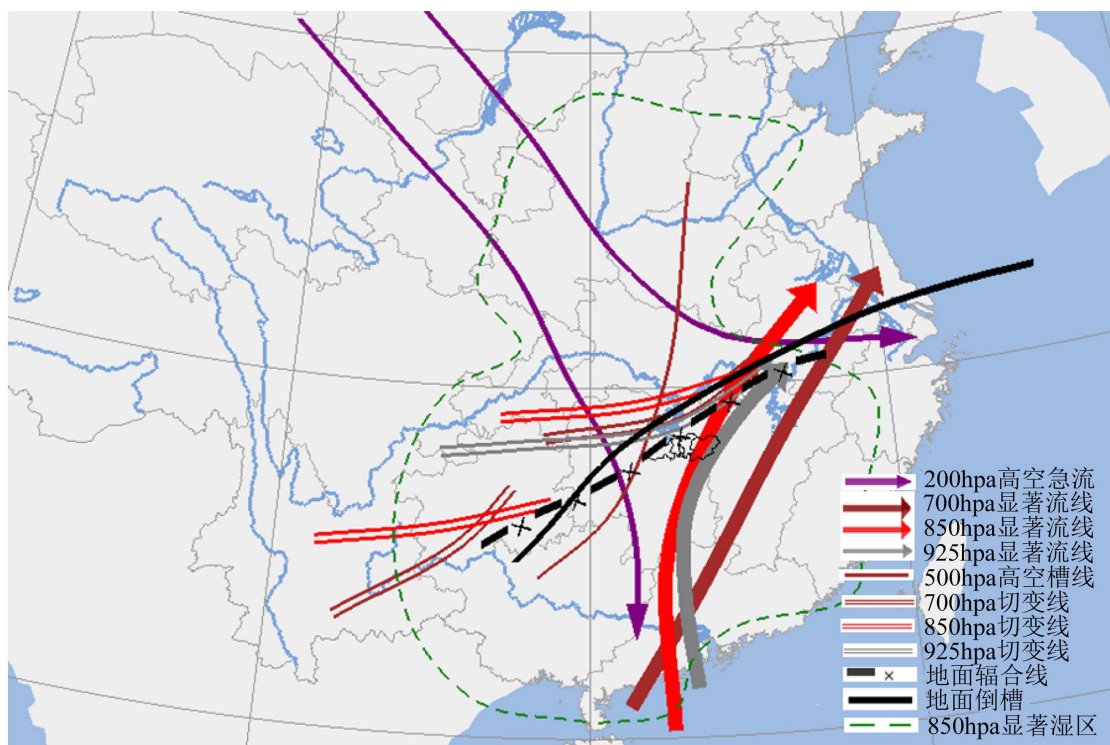 200hpa高空急流
700hpa显著流线
850hpa显著流线
925hpa显著流线
500hpa高空槽线
700hpa切变线
850hpa切变线
925hpa切变线
地面辐合线
地面倒槽
850hpa显著湿区